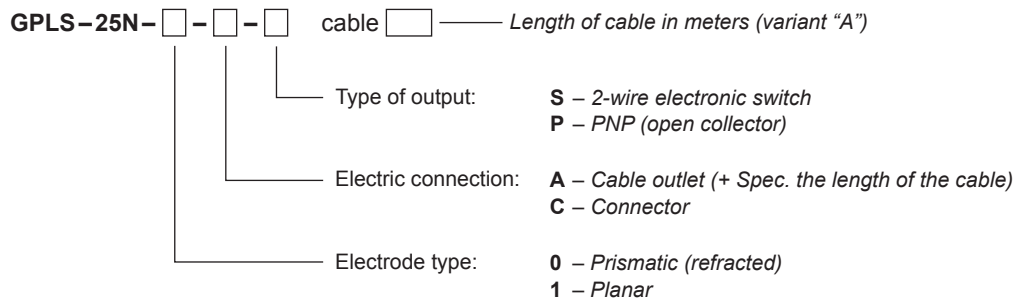 GPLS–25N–□–□–□ cable □ Length of cable in meters (variant “A”)
Type of output: S – 2-wire electronic switch
P – PNP (open collector)
Electric connection: A – Cable outlet (+ Spec. the length of the cable)
C – Connector
Electrode type: 0 – Prismatic (refracted)
1 – Planar